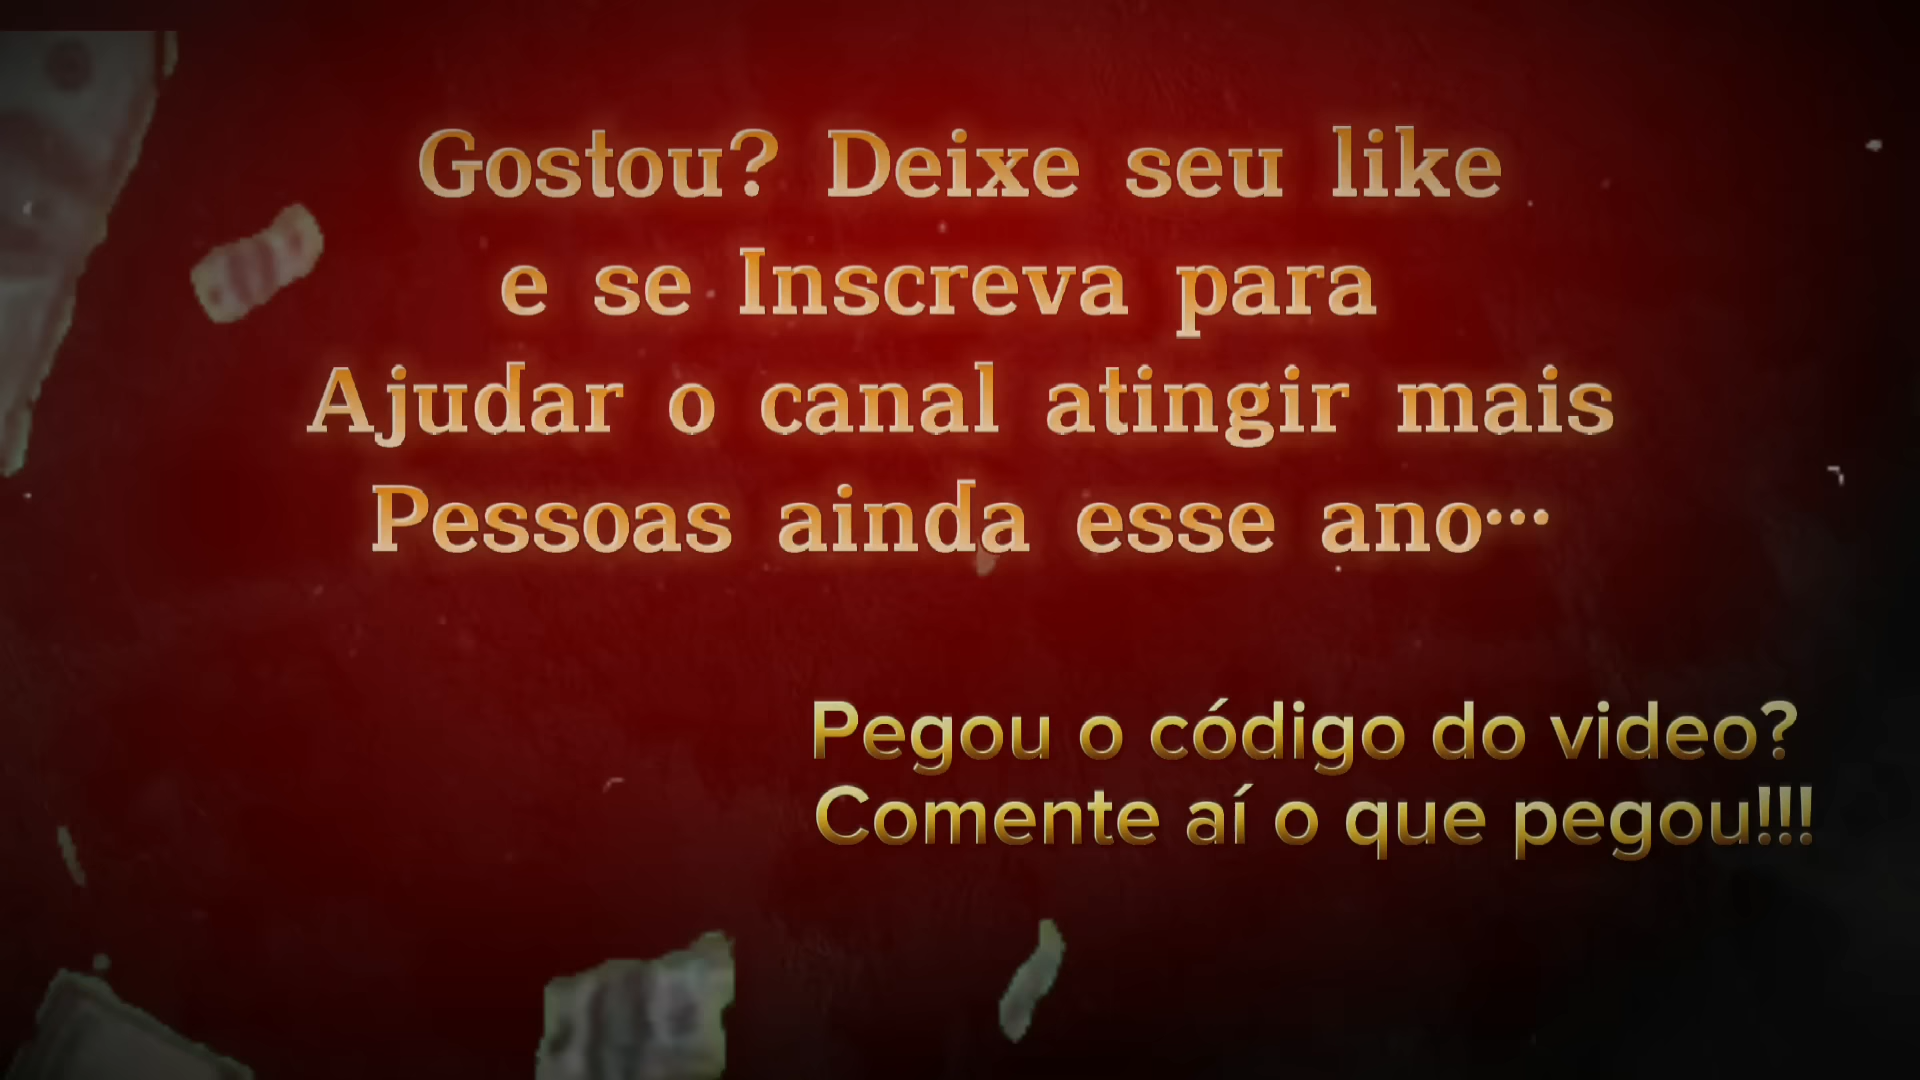 Gostou? Deixe seu like
e se Inscreva para
Ajudar o canal atingir mais
Pessoas ainda esse ano...
Pegou o código do video?
Comente aí o que pegou!!!